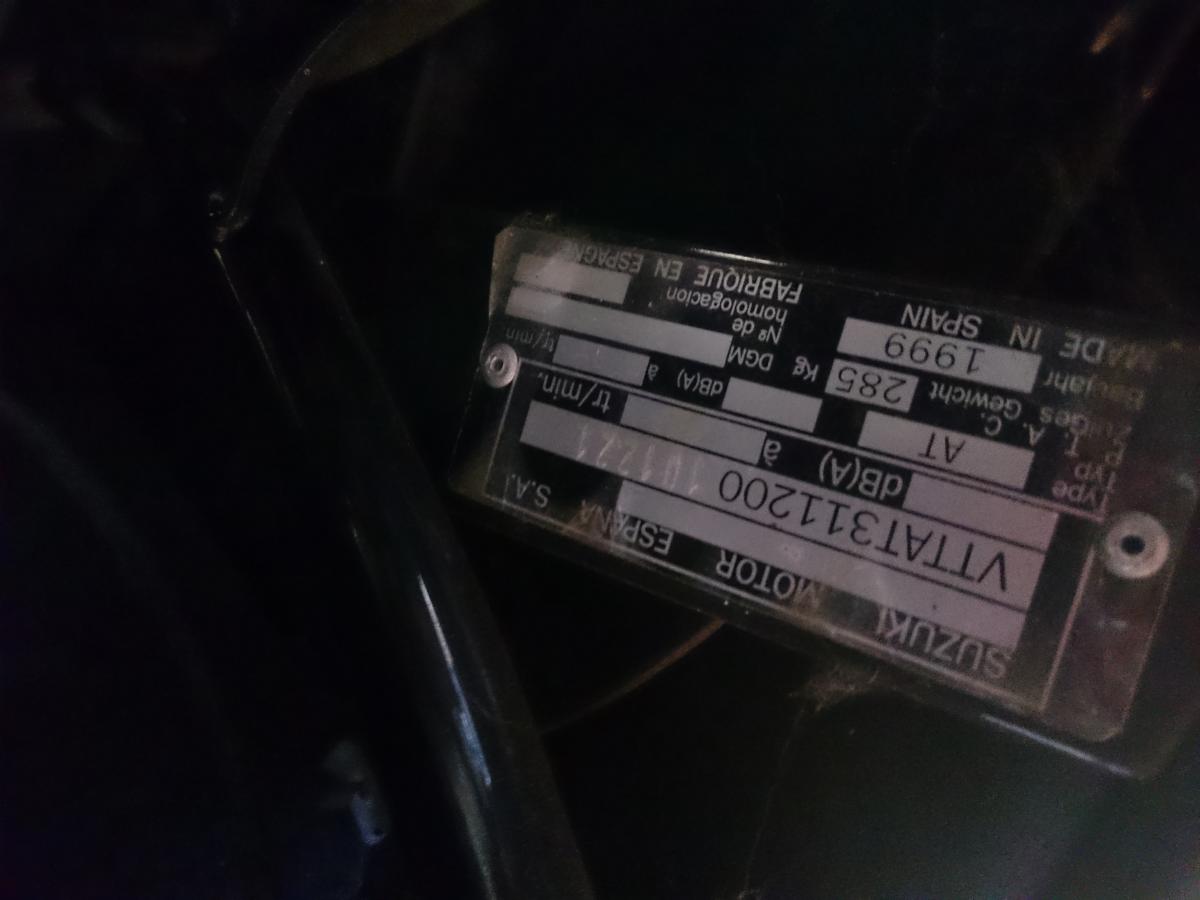 SUZUKI MOTOR ESPAÑA S.A.
VTTAT311200 101221
dB(A) à tr/min.
Type
Typ AT dB(A) à tr/min.
P. T. A. C.
Zul Ges Gewicht 285 Kg DGM
Baujahr 1999 Nº de homologacion
MADE IN SPAIN FABRIQUE EN ESPAGNE